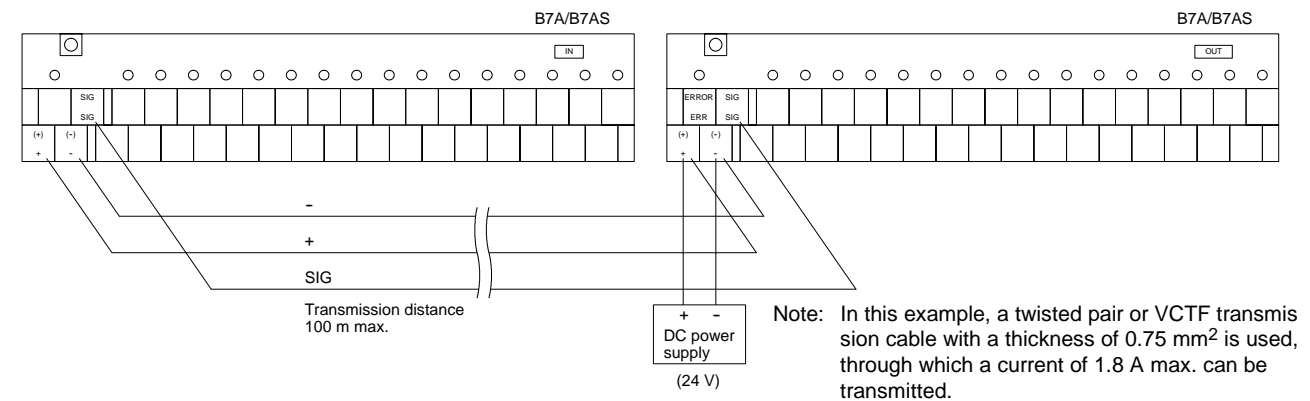 B7A/B7AS
B7A/B7AS
IN
OUT
SIG
ERROR SIG
SIG
ERR SIG
(+) (-)
(+) (-)
+ -
+ -
-
+
SIG
Transmission distance
100 m max.
+ -
DC power
supply
(24 V)
Note: In this example, a twisted pair or VCTF transmis
sion cable with a thickness of 0.75 mm2 is used,
through which a current of 1.8 A max. can be
transmitted.